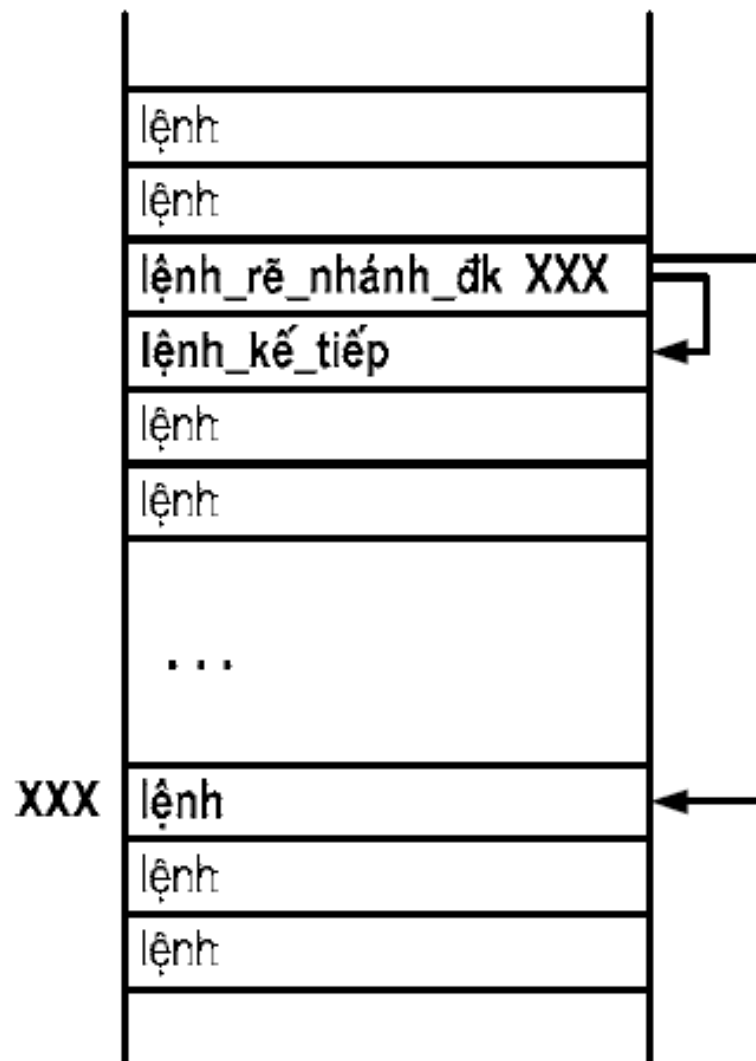 lệnh
lệnh
lệnh_rẽ_nhánh_đk XXX
lệnh_kế_tiếp
lệnh
lệnh
...
XXX lệnh
lệnh
lệnh